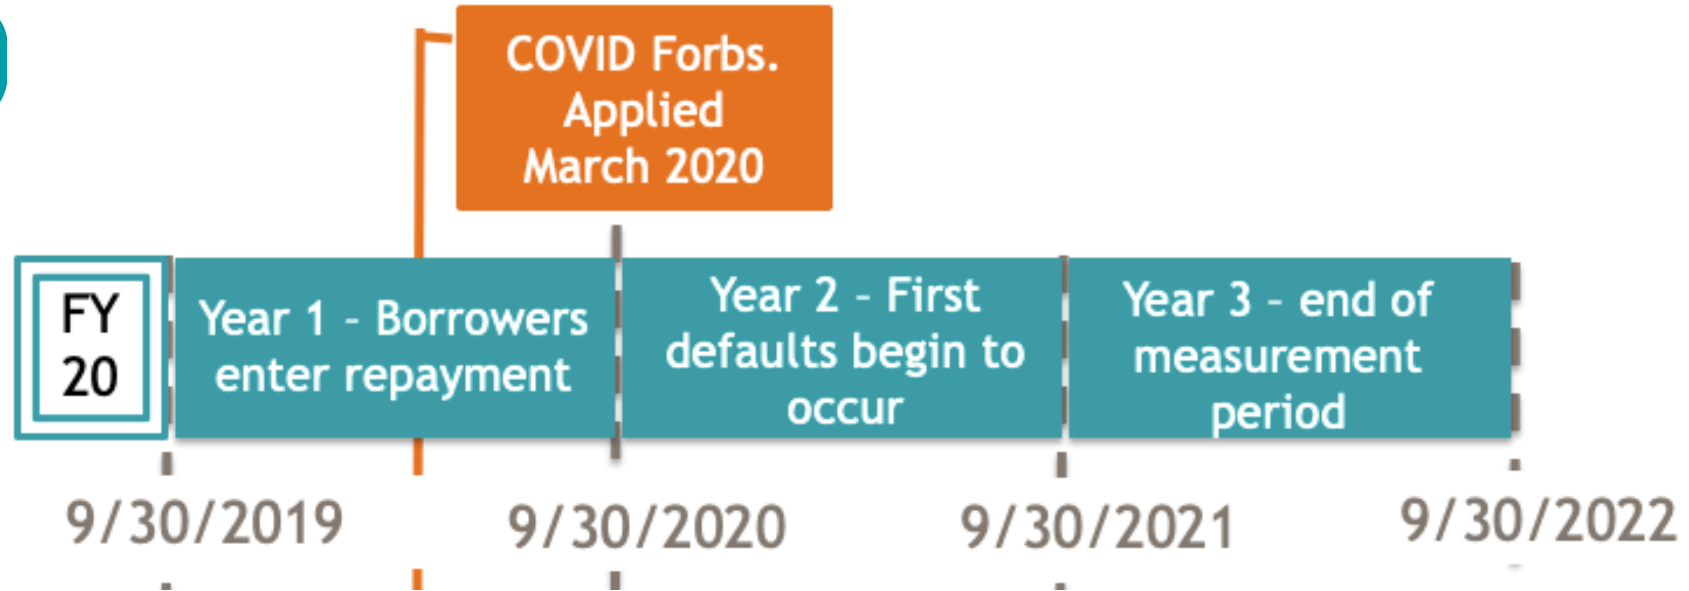 COVID Forbs.
Applied
March 2020
FY
20
Year 1 – Borrowers
enter repayment
Year 2 – First
defaults begin to
occur
Year 3 – end of
measurement
period
9/30/2019
9/30/2020
9/30/2021
9/30/2022